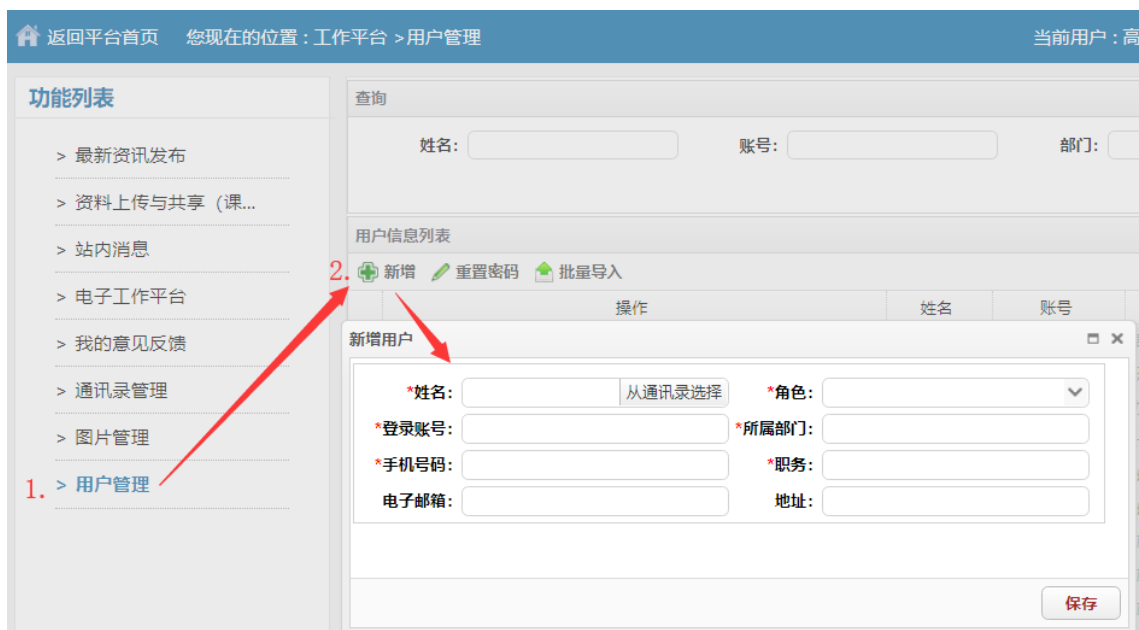 返回平台首页 您现在的位置：工作平台 >用户管理 当前用户：高
功能列表
> 最新资讯发布
> 资料上传与共享（课...
> 站内消息
> 电子工作平台
> 我的意见反馈
> 通讯录管理
> 图片管理
1. > 用户管理
查询
姓名: 账号: 部门:
用户信息列表
2. 新增 重置密码 批量导入
操作 姓名 账号
新增用户
*姓名: 从通讯录选择 *角色:
*登录账号: *所属部门:
*手机号码: *职务:
电子邮箱: 地址:
保存